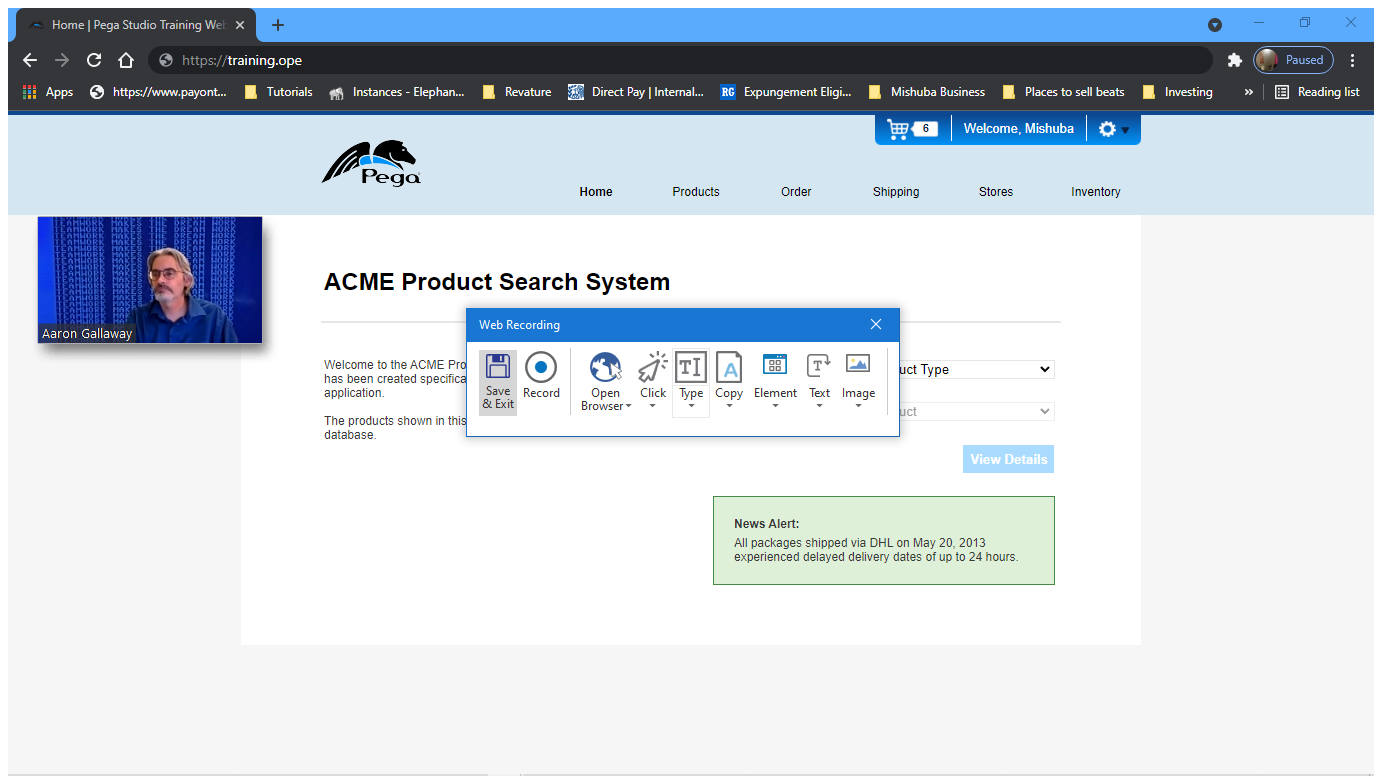 Home | Pega Studio Training Web
https://training.ope
Paused
Apps
https://www.payont...
Tutorials
Instances - Elephan...
Revature
Direct Pay | Internal...
RG
Expungement Eligi...
Mishuba Business
Places to sell beats
Investing
»
Reading list
6
Welcome, Mishuba
Pega
Home
Products
Order
Shipping
Stores
Inventory
TEAMWORK MAKES THE DREAM WORK
Aaron Gallaway
ACME Product Search System
Web Recording
Save
& Exit
Record
Open
Browser
Click
Type
Copy
Element
Text
Image
Welcome to the ACME Pro
has been created specifica
application.
The products shown in this
database.
uct Type
uct
View Details
News Alert:
All packages shipped via DHL on May 20, 2013
experienced delayed delivery dates of up to 24 hours.